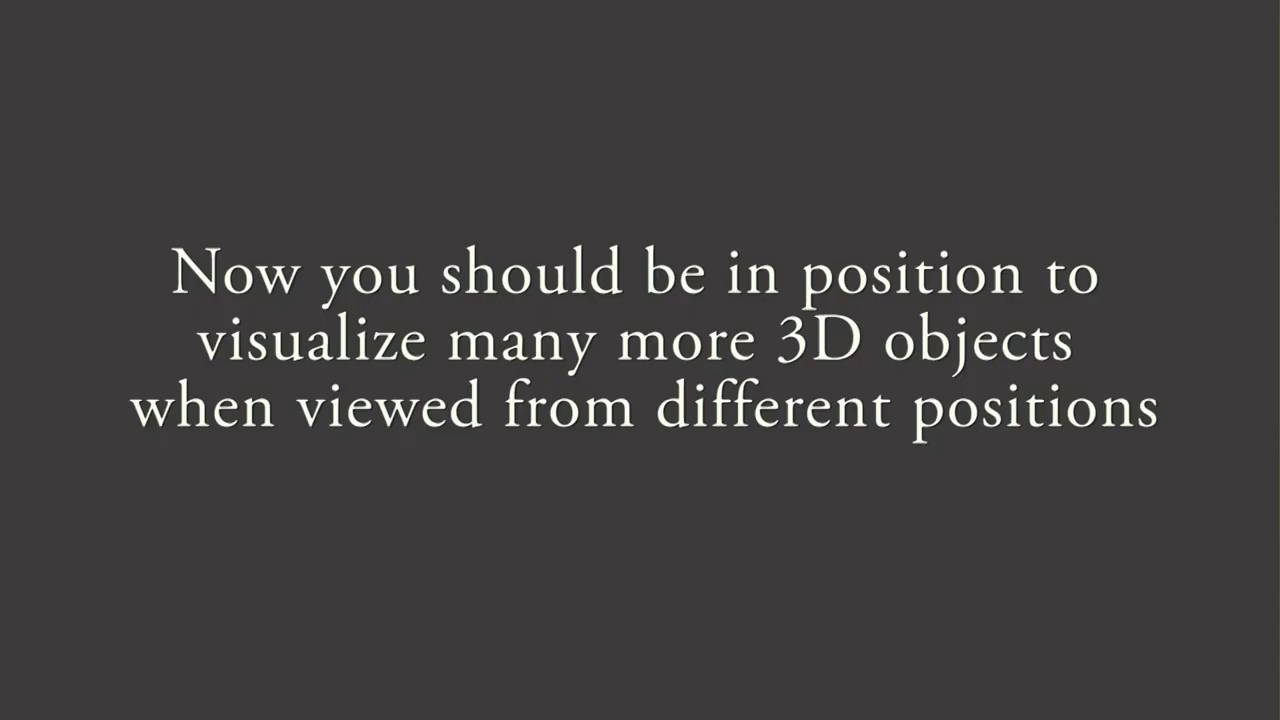 Now you should be in position to
visualize many more 3D objects
when viewed from different positions